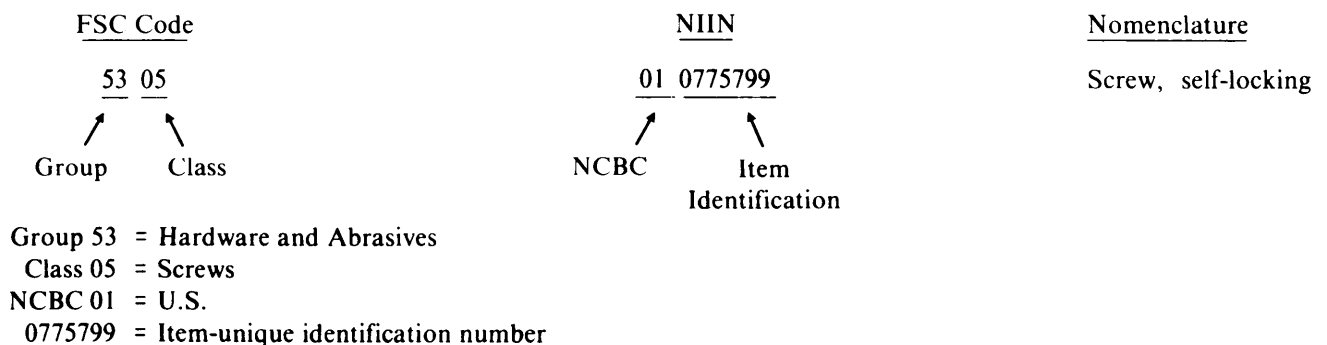 FSC Code NIIN Nomenclature
53 05 01 0775799 Screw, self-locking
Group Class NCBC Item
Identification
Group 53 = Hardware and Abrasives
Class 05 = Screws
NCBC 01 = U.S.
0775799 = Item-unique identification number